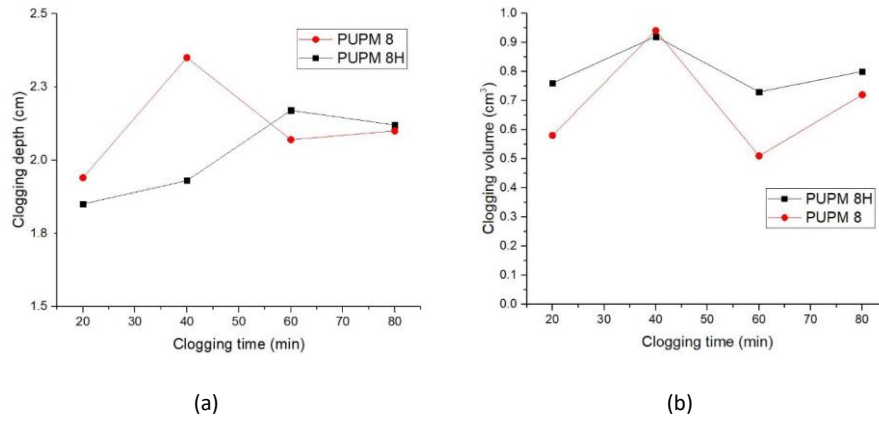 2.5
2.3
2.0
1.8
1.5
Clogging depth (cm)
PUPM 8
PUPM 8H
20 30 40 50 60 70 80
Clogging time (min)
(a)
1.0
0.9
0.8
0.7
0.6
0.5
0.4
0.3
0.2
0.1
0.0
Clogging volume (cm³)
PUPM 8H
PUPM 8
20 30 40 50 60 70 80
Clogging time (min)
(b)